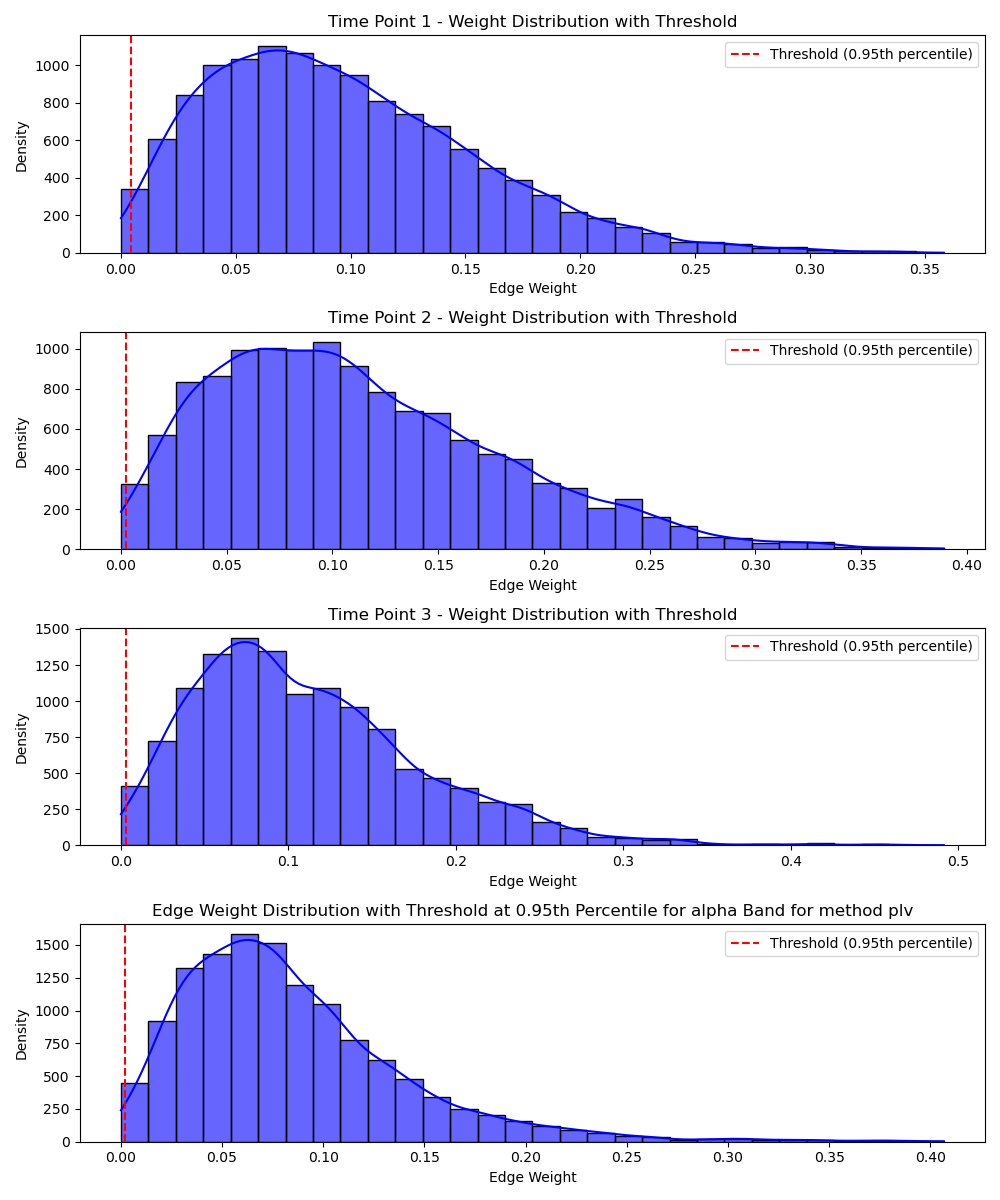 Time Point 1 - Weight Distribution with Threshold
Threshold (0.95th percentile)
Density
1000
800
600
400
200
0
0.00 0.05 0.10 0.15 0.20 0.25 0.30 0.35
Edge Weight
Time Point 2 - Weight Distribution with Threshold
Threshold (0.95th percentile)
Density
1000
800
600
400
200
0
0.00 0.05 0.10 0.15 0.20 0.25 0.30 0.35 0.40
Edge Weight
Time Point 3 - Weight Distribution with Threshold
Threshold (0.95th percentile)
Density
1500
1250
1000
750
500
250
0
0.0 0.1 0.2 0.3 0.4 0.5
Edge Weight
Edge Weight Distribution with Threshold at 0.95th Percentile for alpha Band for method plv
Threshold (0.95th percentile)
Density
1500
1250
1000
750
500
250
0
0.00 0.05 0.10 0.15 0.20 0.25 0.30 0.35 0.40
Edge Weight